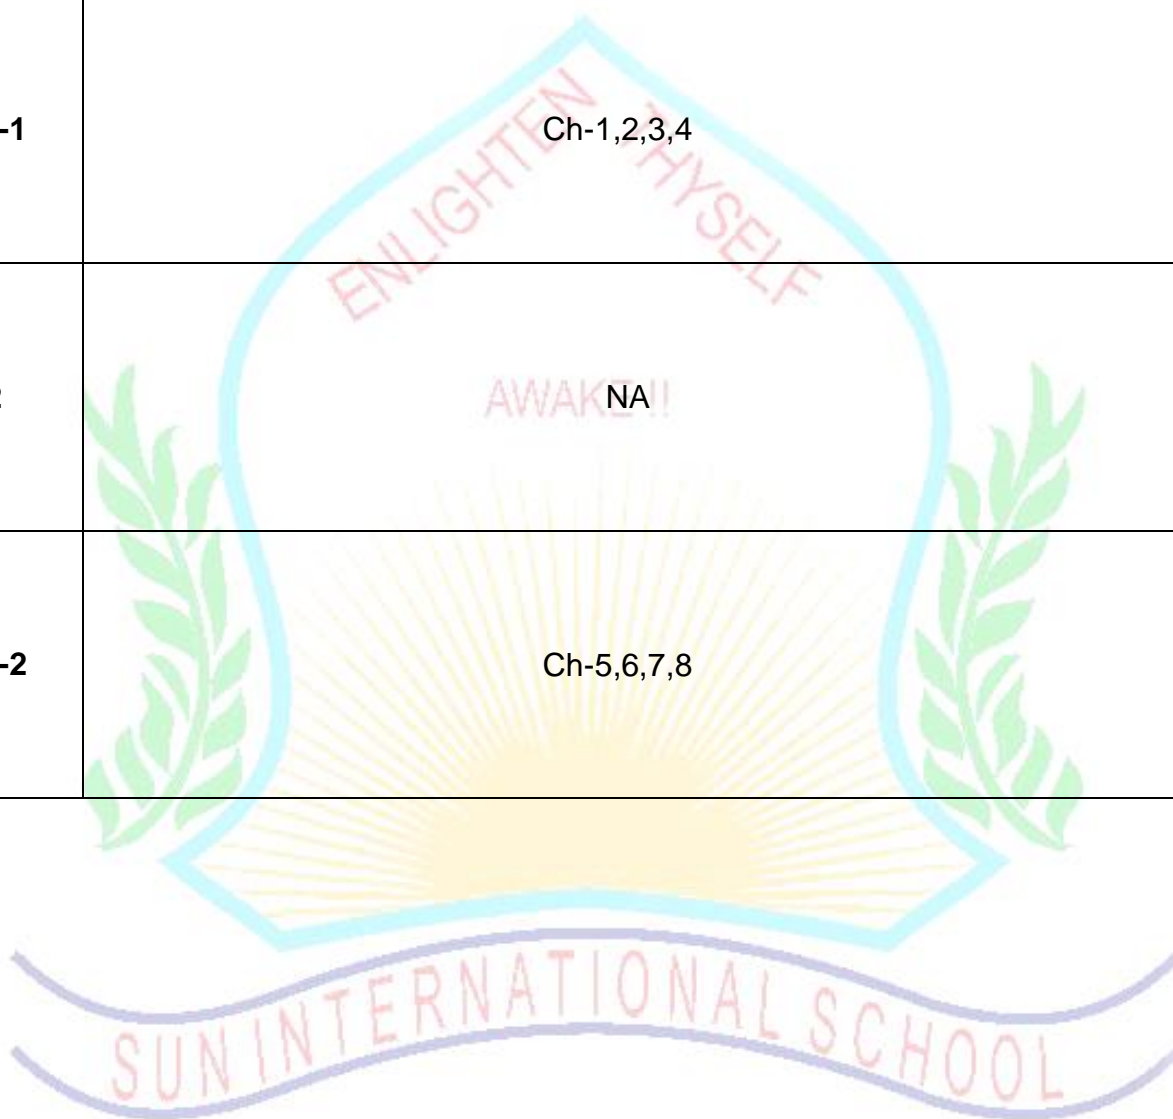 ENLIGHTEN THYSELF
-1 Ch-1,2,3,4
2 NA
AWAKE!!
-2 Ch-5,6,7,8
SUN INTERNATIONAL SCHOOL